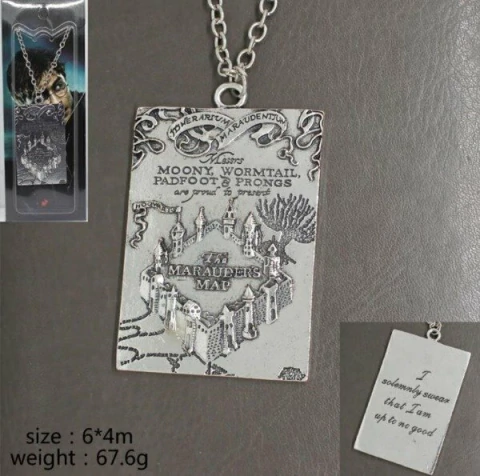 TOWERARIUM
MARAUDENTIUM
Messrs
MOONY, WORMTAIL,
PADFOOT & PRONGS
are proud to present
The
MARAUDER'S
MAP
I
solemnly swear
that I am
up to no good
size : 6*4m
weight : 67.6g